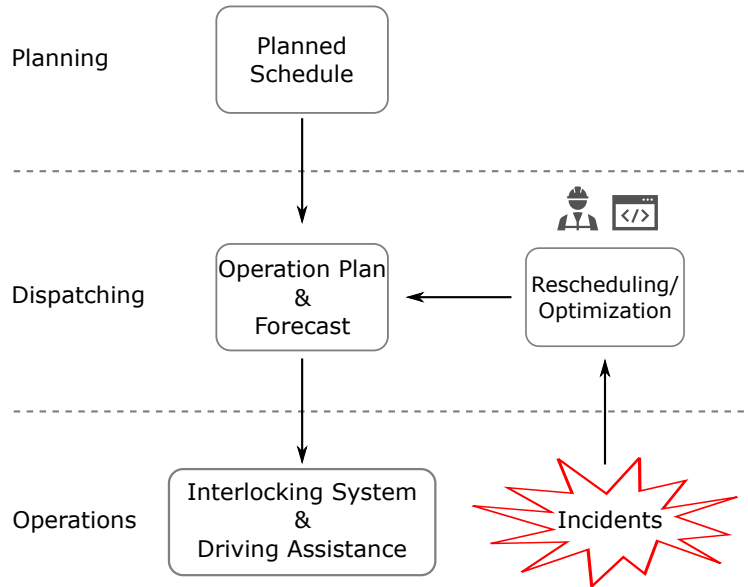 Planning
Planned
Schedule
</>
Dispatching
Operation Plan
&
Forecast
Rescheduling/
Optimization
Operations
Interlocking System
&
Driving Assistance
Incidents